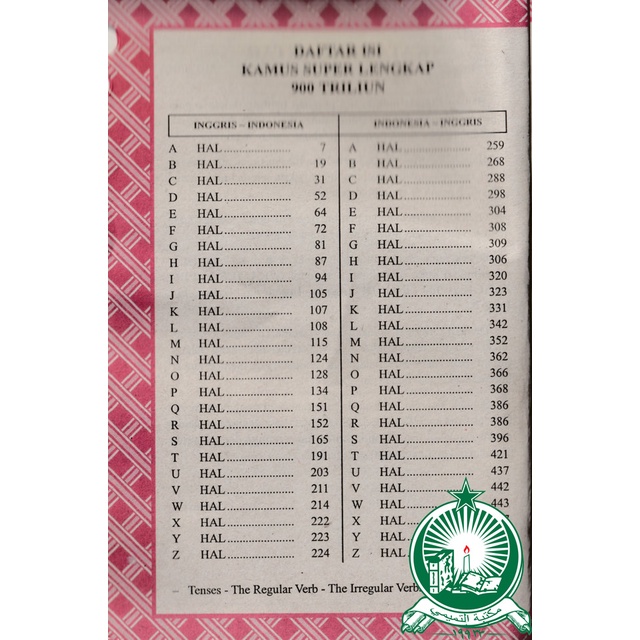 DAFTAR ISI
KAMUS SUPER LENGKAP
900 TRILIUN
INGGRIS – INDONESIA INDONESIA – INGGRIS
A HAL.................... 7 A HAL.................... 259
B HAL.................... 19 B HAL.................... 268
C HAL.................... 31 C HAL.................... 288
D HAL.................... 52 D HAL.................... 298
E HAL.................... 64 E HAL.................... 304
F HAL.................... 72 F HAL.................... 308
G HAL.................... 81 G HAL.................... 309
H HAL.................... 87 H HAL.................... 306
I HAL.................... 94 I HAL.................... 320
J HAL.................... 105 J HAL.................... 323
K HAL.................... 107 K HAL.................... 331
L HAL.................... 108 L HAL.................... 342
M HAL.................... 115 M HAL.................... 352
N HAL.................... 124 N HAL.................... 362
O HAL.................... 128 O HAL.................... 366
P HAL.................... 134 P HAL.................... 368
Q HAL.................... 151 Q HAL.................... 386
R HAL.................... 152 R HAL.................... 386
S HAL.................... 165 S HAL.................... 396
T HAL.................... 191 T HAL.................... 421
U HAL.................... 203 U HAL.................... 437
V HAL.................... 211 V HAL.................... 442
W HAL.................... 214 W HAL.................... 443
X HAL.................... 222 X HAL....................
Y HAL.................... 223 Y HAL....................
Z HAL.................... 224 Z HAL....................
– Tenses - The Regular Verb - The Irregular Verb
مكتبة التميمي